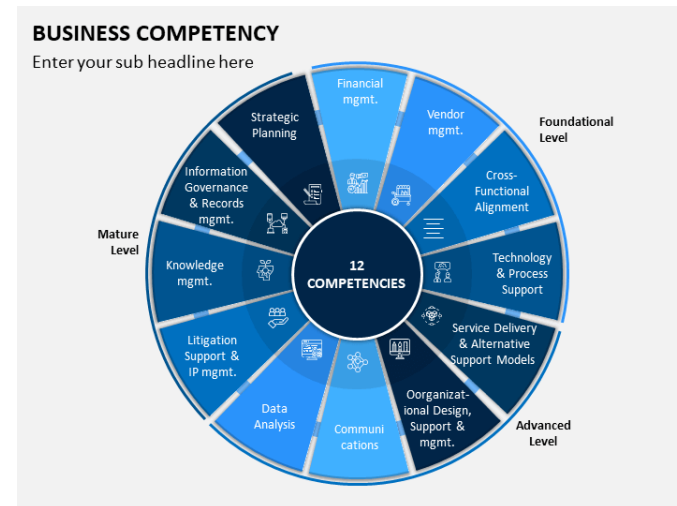 BUSINESS COMPETENCY
Enter your sub headline here
Financial
mgmt.
Vendor
mgmt.
Foundational
Level
Cross-
Functional
Alignment
Technology
& Process
Support
Service Delivery
& Alternative
Support Models
Advanced
Level
Oorganizat-
ional Design,
Support &
mgmt.
Communi
cations
Data
Analysis
Litigation
Support &
IP mgmt.
Knowledge
mgmt.
Mature
Level
Information
Governance
& Records
mgmt.
Strategic
Planning
12
COMPETENCIES